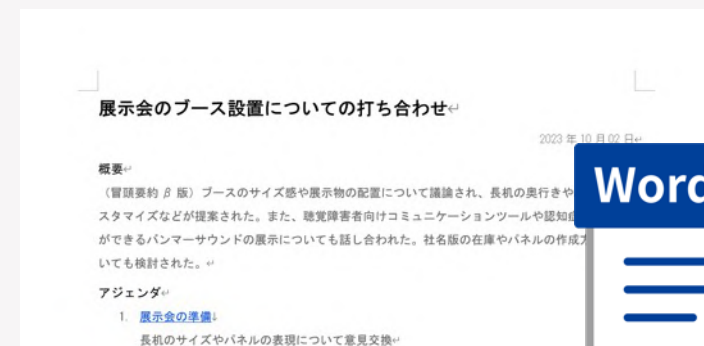 展示会のブース設置についての打ち合わせ
2023 年 10 月 02 日
概要
（冒頭要約 β 版）ブースのサイズ感や展示物の配置について議論され、長机の奥行きや
スタマイズなどが提案された。また、聴覚障害者向けコミュニケーションツールや認知
ができるバンマーサウンドの展示についても話し合われた。社名版の在庫やパネルの作成
いても検討された。
アジェンダ
1. 展示会の準備
長机のサイズやパネルの表現について意見交換
Word